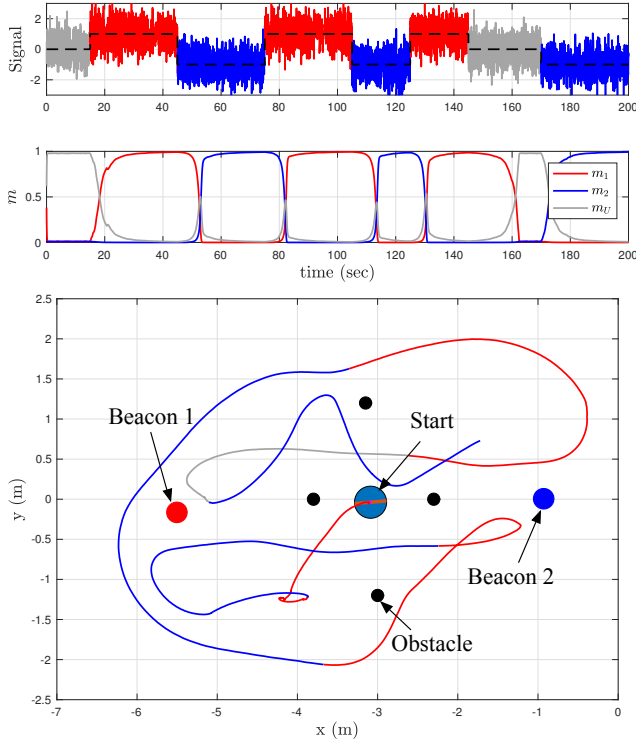 Signal
2
0
-2
0 20 40 60 80 100 120 140 160 180 200
m
1
0.5
0
m1
m2
mU
0 20 40 60 80 100 120 140 160 180 200
time (sec)
2.5
2
1.5
1
0.5
0
-0.5
-1
-1.5
-2
-2.5
y (m)
Beacon 1
Start
Beacon 2
Obstacle
-7 -6 -5 -4 -3 -2 -1 0
x (m)